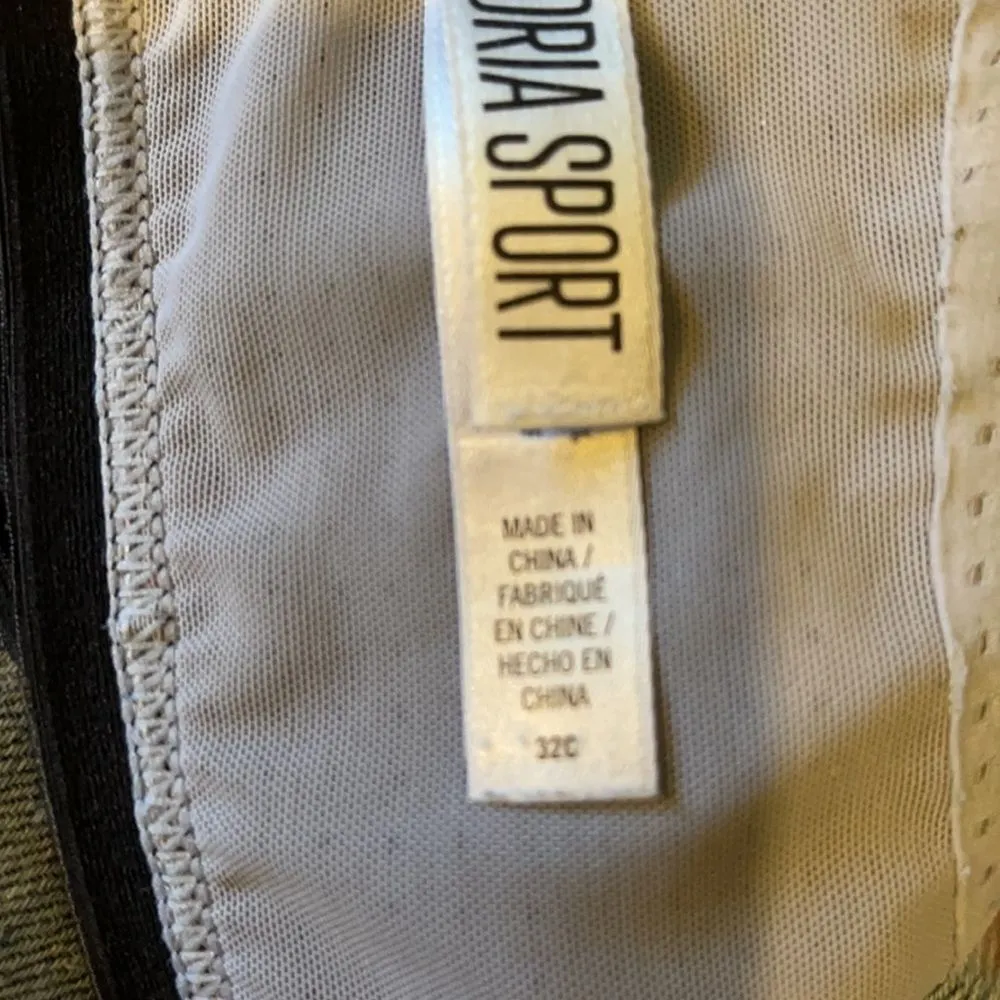 ORIA SPORT
MADE IN
CHINA /
FABRIQUÉ
EN CHINE /
HECHO EN
CHINA
32C